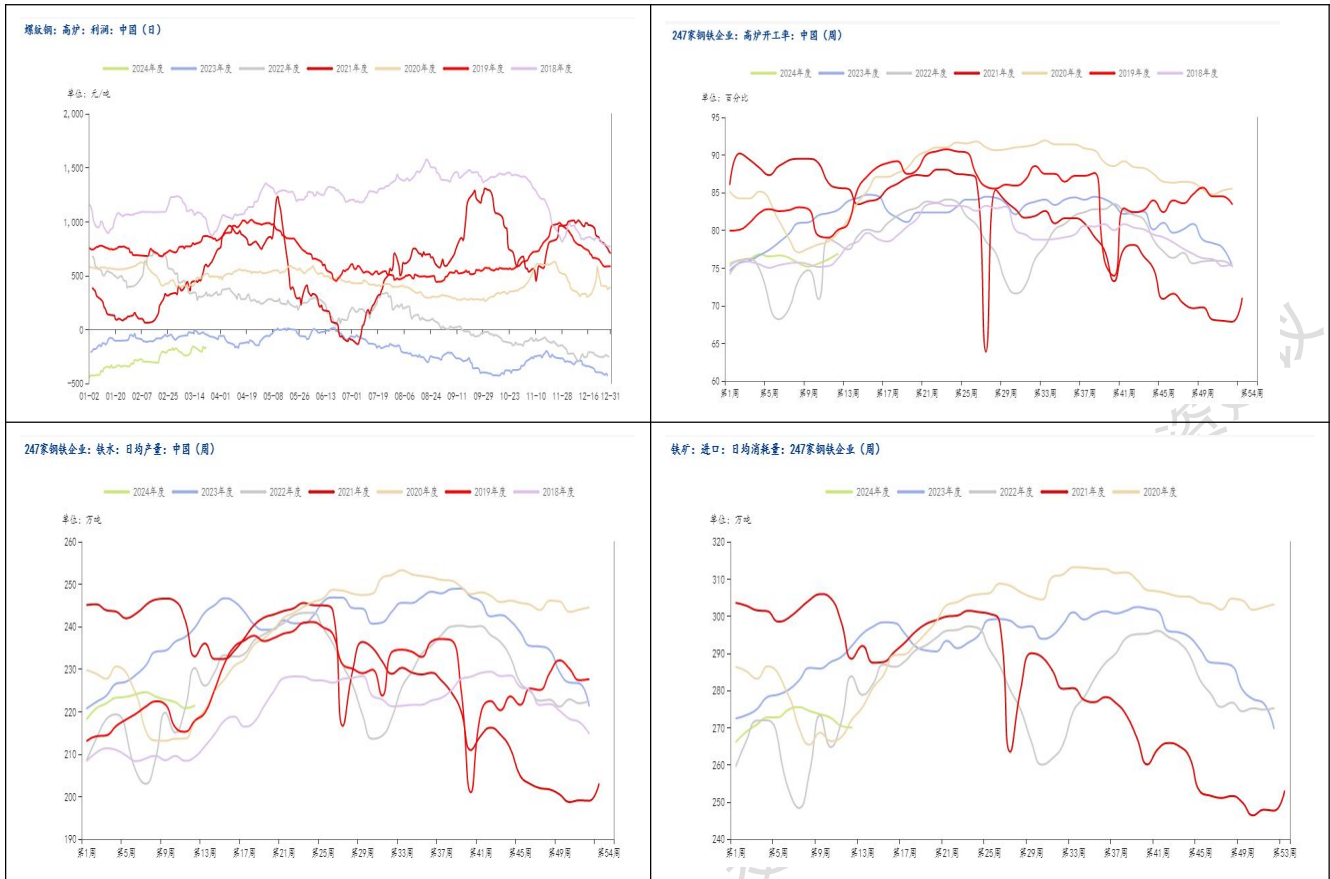 螺纹钢：高炉：利润：中国（日）
2024年度 2023年度 2022年度 2021年度 2020年度 2019年度 2018年度
单位：元/吨
2,000
1,500
1,000
500
0
-500
01-02 01-20 02-07 02-25 03-14 04-01 04-19 05-08 05-26 06-13 07-01 07-19 08-06 08-24 09-11 09-29 10-23 11-10 11-28 12-16 12-31
247家钢铁企业：高炉开工率：中国（周）
2024年度 2023年度 2022年度 2021年度 2020年度 2019年度 2018年度
单位：百分比
95
90
85
80
75
70
65
60
第1周 第5周 第9周 第13周 第17周 第21周 第25周 第29周 第33周 第37周 第41周 第45周 第49周 第54周
247家钢铁企业：铁水：日均产量：中国（周）
2024年度 2023年度 2022年度 2021年度 2020年度 2019年度 2018年度
单位：万吨
260
250
240
230
220
210
200
190
第1周 第5周 第9周 第13周 第17周 第21周 第25周 第29周 第33周 第37周 第41周 第45周 第49周 第54周
铁矿：进口：日均消耗量：247家钢铁企业（周）
2024年度 2023年度 2022年度 2021年度 2020年度
单位：万吨
320
310
300
290
280
270
260
250
240
第1周 第5周 第9周 第13周 第17周 第21周 第25周 第29周 第33周 第37周 第41周 第45周 第49周 第53周